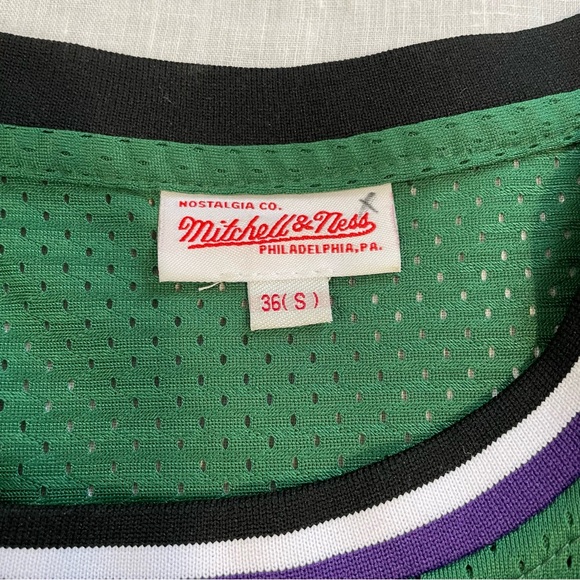 NOSTALGIA CO. X
Mitchell & Ness
PHILADELPHIA, PA.
36( S )